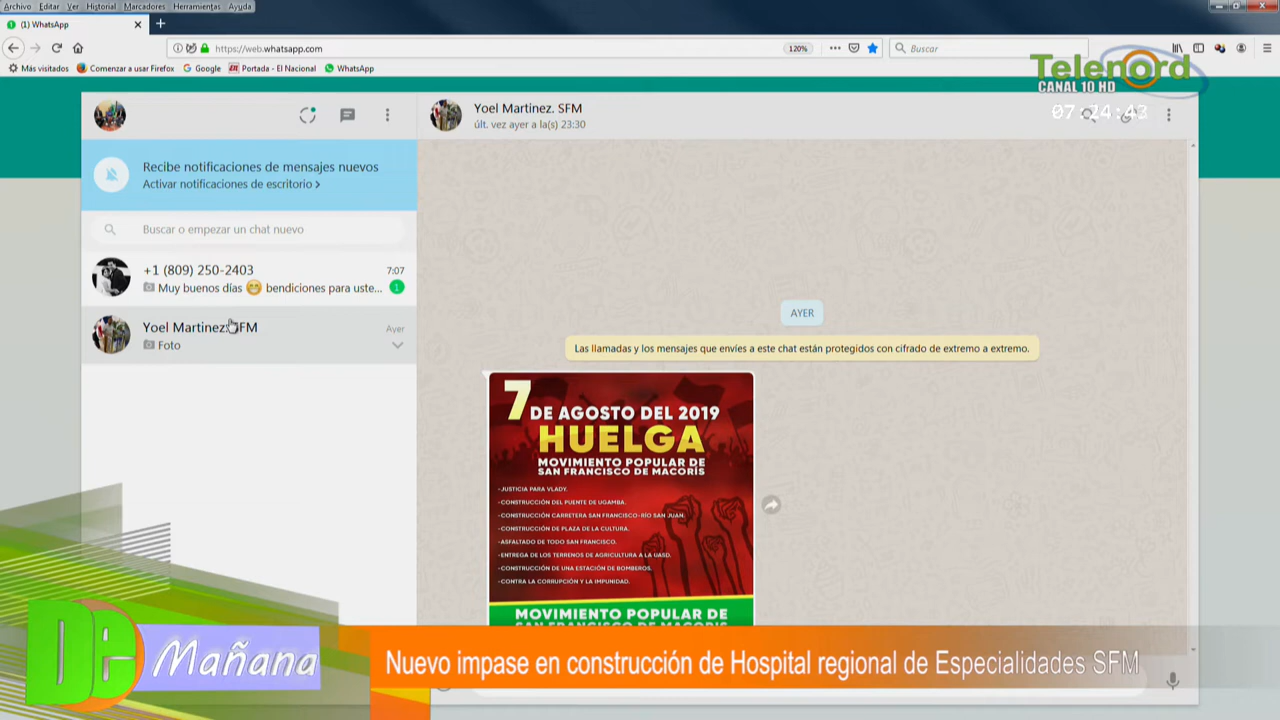 Archivo Editar Ver Historial Marcadores Herramientas Ayuda
(1) WhatsApp
https://web.whatsapp.com
120%
Buscar
Más visitados
Comenzar a usar Firefox
Google
Portada - El Nacional
WhatsApp
Telenord
CANAL 10 HD
07:24:43
Yoel Martinez. SFM
últ. vez ayer a la(s) 23:30
Recibe notificaciones de mensajes nuevos
Activar notificaciones de escritorio >
Buscar o empezar un chat nuevo
+1 (809) 250-2403
7:07
Muy buenos días 😁 bendiciones para uste...
1
Yoel Martinez. SFM
Ayer
Foto
AYER
Las llamadas y los mensajes que envíes a este chat están protegidos con cifrado de extremo a extremo.
7 DE AGOSTO DEL 2019
HUELGA
MOVIMIENTO POPULAR DE
SAN FRANCISCO DE MACORÍS
-JUSTICIA PARA VLADY.
-CONSTRUCCIÓN DEL PUENTE DE UGAMBA.
-CONSTRUCCIÓN CARRETERA SAN FRANCISCO-RÍO SAN JUAN.
-CONSTRUCCIÓN DE PLAZA DE LA CULTURA.
-ASFALTADO DE TODO SAN FRANCISCO.
-ENTREGA DE LOS TERRENOS DE AGRICULTURA A LA UASD.
-CONSTRUCCIÓN DE UNA ESTACIÓN DE BOMBEROS.
-CONTRA LA CORRUPCIÓN Y LA IMPUNIDAD.
MOVIMIENTO POPULAR DE
SAN FRANCISCO DE MACORIS
De Mañana
Nuevo impase en construcción de Hospital regional de Especialidades SFM